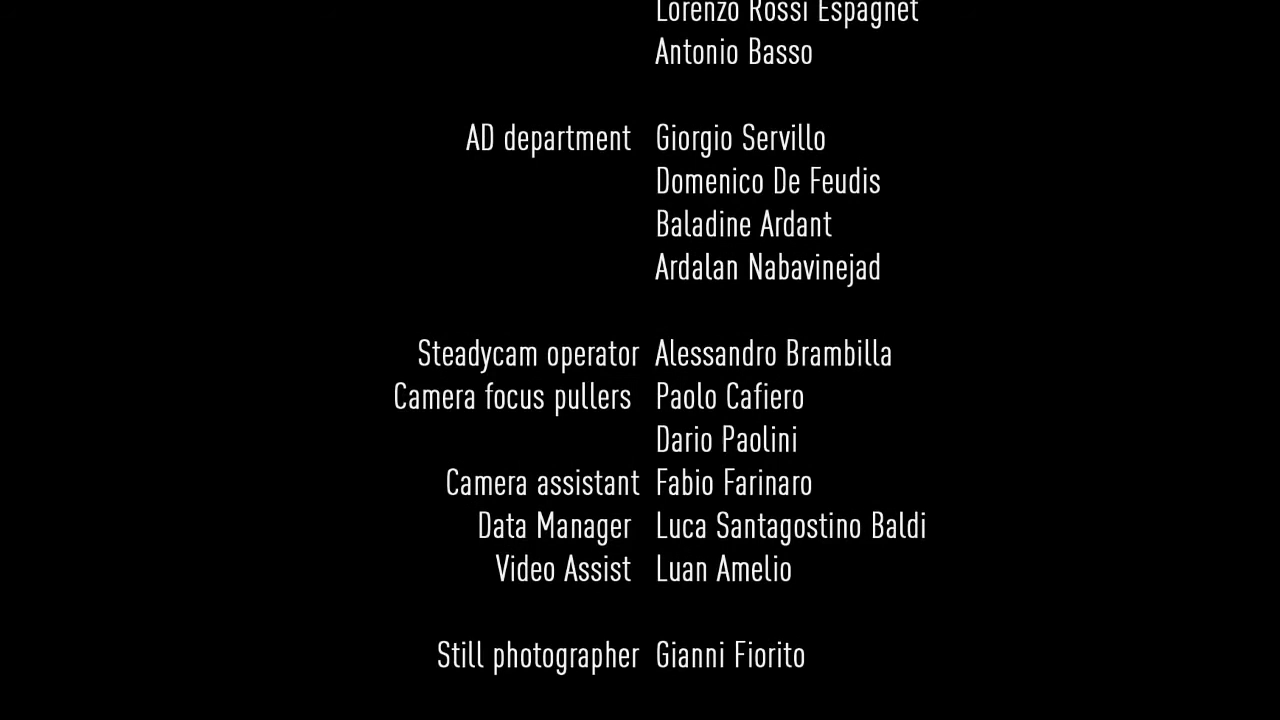 Lorenzo Rossi Espagnet
Antonio Basso
AD department Giorgio Servillo
Domenico De Feudis
Baladine Ardant
Ardalan Nabavinejad
Steadycam operator Alessandro Brambilla
Camera focus pullers Paolo Cafiero
Dario Paolini
Camera assistant Fabio Farinaro
Data Manager Luca Santagostino Baldi
Video Assist Luan Amelio
Still photographer Gianni Fiorito